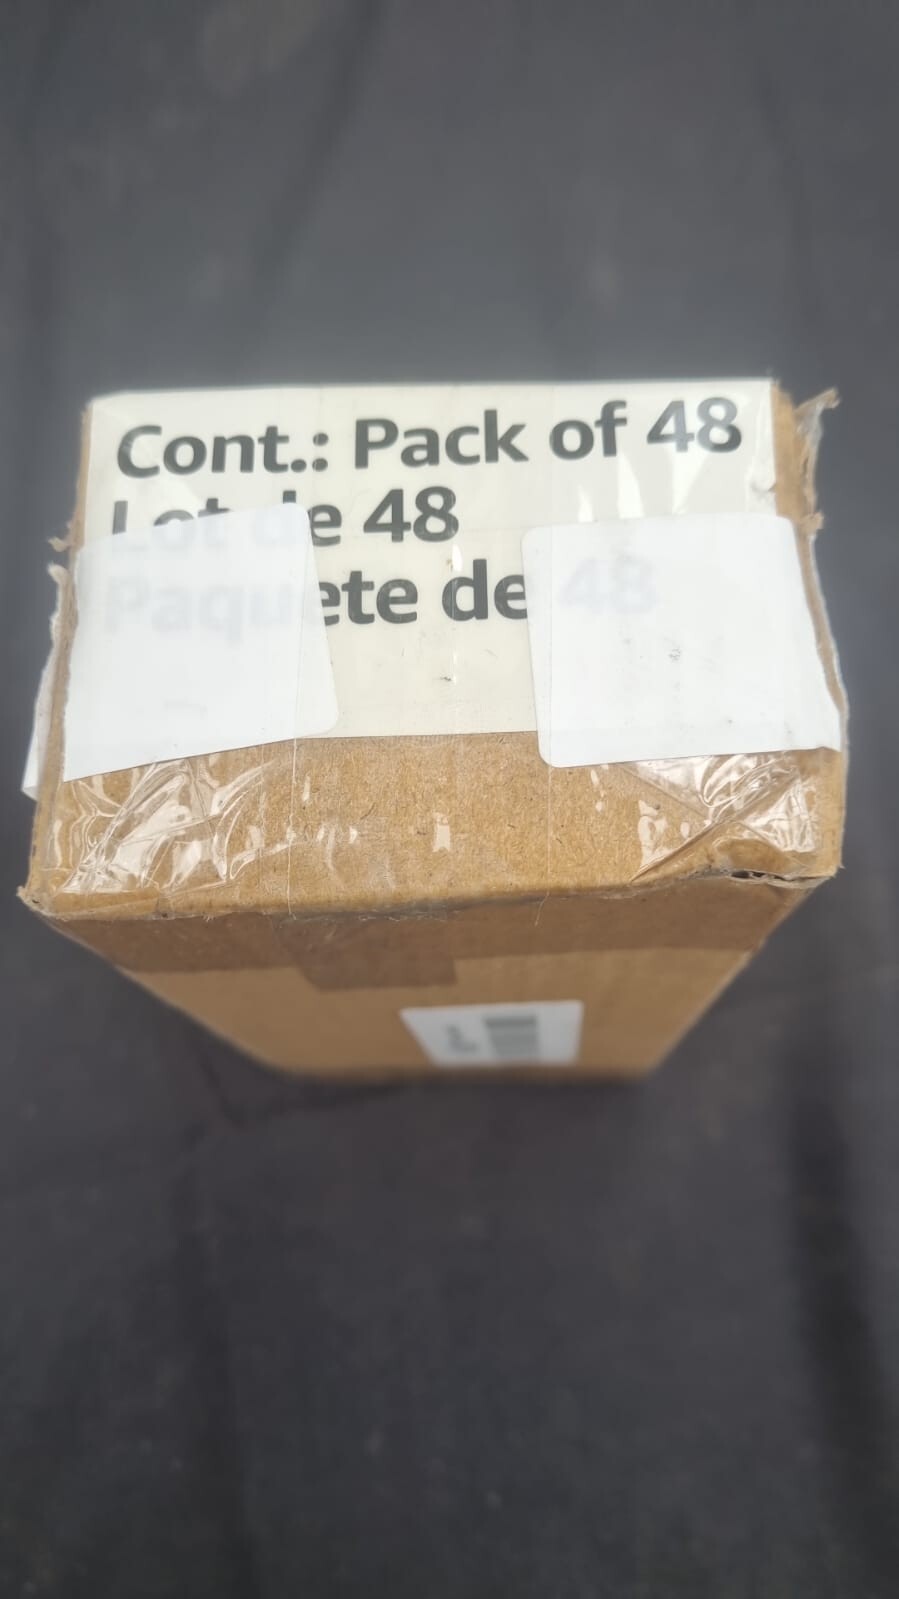 Cont.: Pack of 48
Lot de 48
Paquete de 48